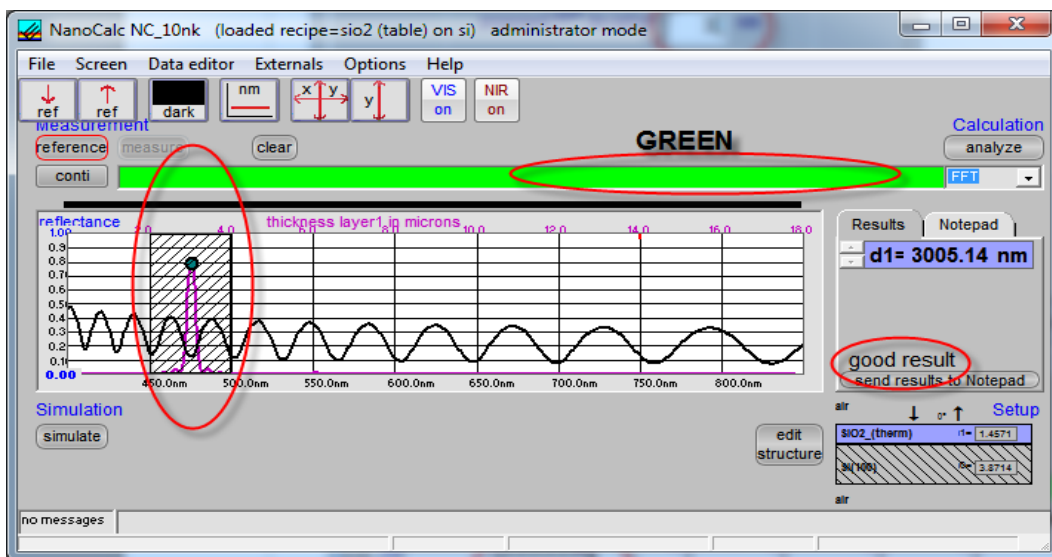 NanoCalc NC_10nk (loaded recipe=sio2 (table) on si) administrator mode
File Screen Data editor Externals Options Help
ref ref dark nm x y y VIS on NIR on
Measurement
GREEN
Calculation
reference measure clear
analyze
conti
FFT
reflectance thickness layer1 in microns
Results Notepad
1.00 2.0 4.0 6.0 8.0 10.0 12.0 14.0 16.0 18.0
d1= 3005.14 nm
0.9
0.8
0.7
0.6
0.5
0.4
0.3
0.2
0.1
0.00
450.0nm 500.0nm 550.0nm 600.0nm 650.0nm 700.0nm 750.0nm 800.0nm
good result
send results to Notepad
Simulation
air 0° Setup
simulate
edit
structure
SIO2_(therm) r1= 1.4571
SI(100) 3.8714
air
no messages